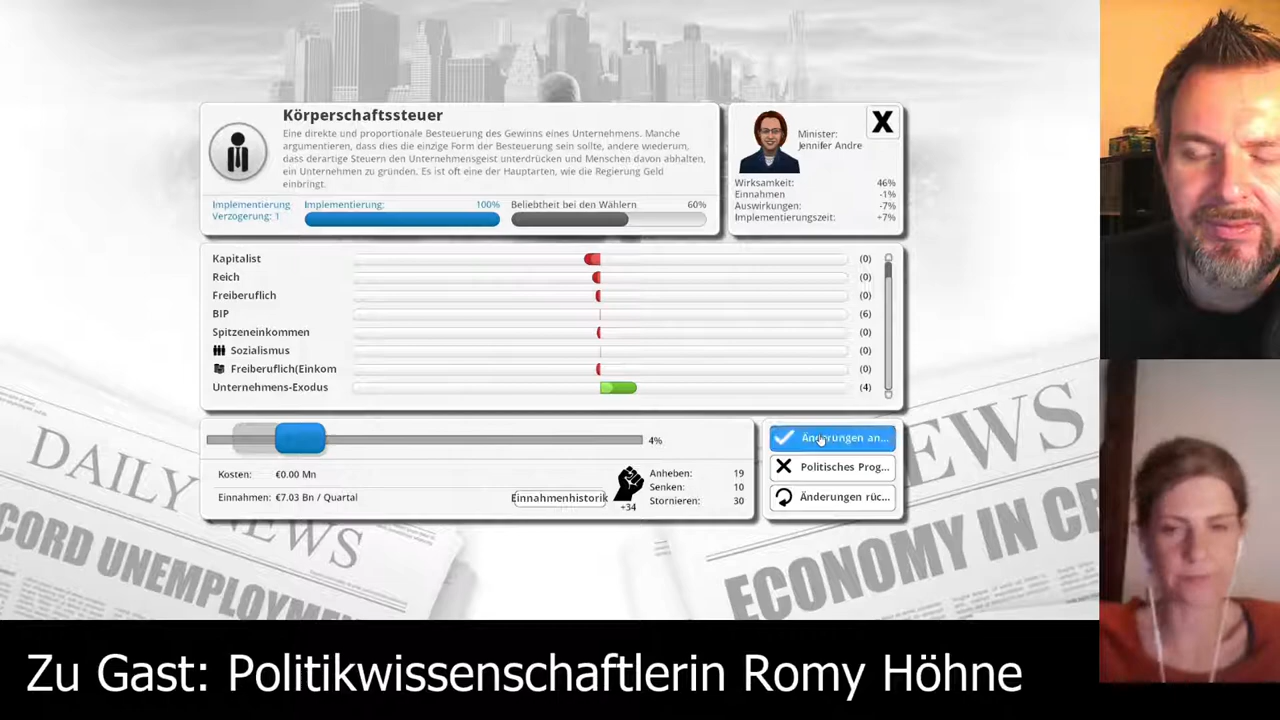 Körperschaftssteuer
Eine direkte und proportionale Besteuerung des Gewinns eines Unternehmens. Manche
argumentieren, dass dies die einzige Form der Besteuerung sein sollte, andere wiederum,
dass derartige Steuern den Unternehmensgeist unterdrücken und Menschen davon abhalten,
ein Unternehmen zu gründen. Es ist oft eine der Hauptarten, wie die Regierung Geld
einbringt.
Implementierung
Verzögerung: 1
Implementierung: 100%
Beliebtheit bei den Wählern 60%
Minister:
Jennifer Andre
X
Wirksamkeit: 46%
Einnahmen -1%
Auswirkungen: -7%
Implementierungszeit: +7%
Kapitalist (0)
Reich (0)
Freiberuflich (0)
BIP (6)
Spitzeneinkommen (0)
Sozialismus (0)
Freiberuflich(Einkom (0)
Unternehmens-Exodus (4)
4%
Kosten: €0.00 Mn
Einnahmen: €7.03 Bn / Quartal
Einnahmenhistorik
+34
Anheben: 19
Senken: 10
Stornieren: 30
Änderungen an...
Politisches Prog...
Änderungen rüc...
DAILY NEWS
CORD UNEMPLOYME
NEWS
ECONOMY IN CR
Zu Gast: Politikwissenschaftlerin Romy Höhne